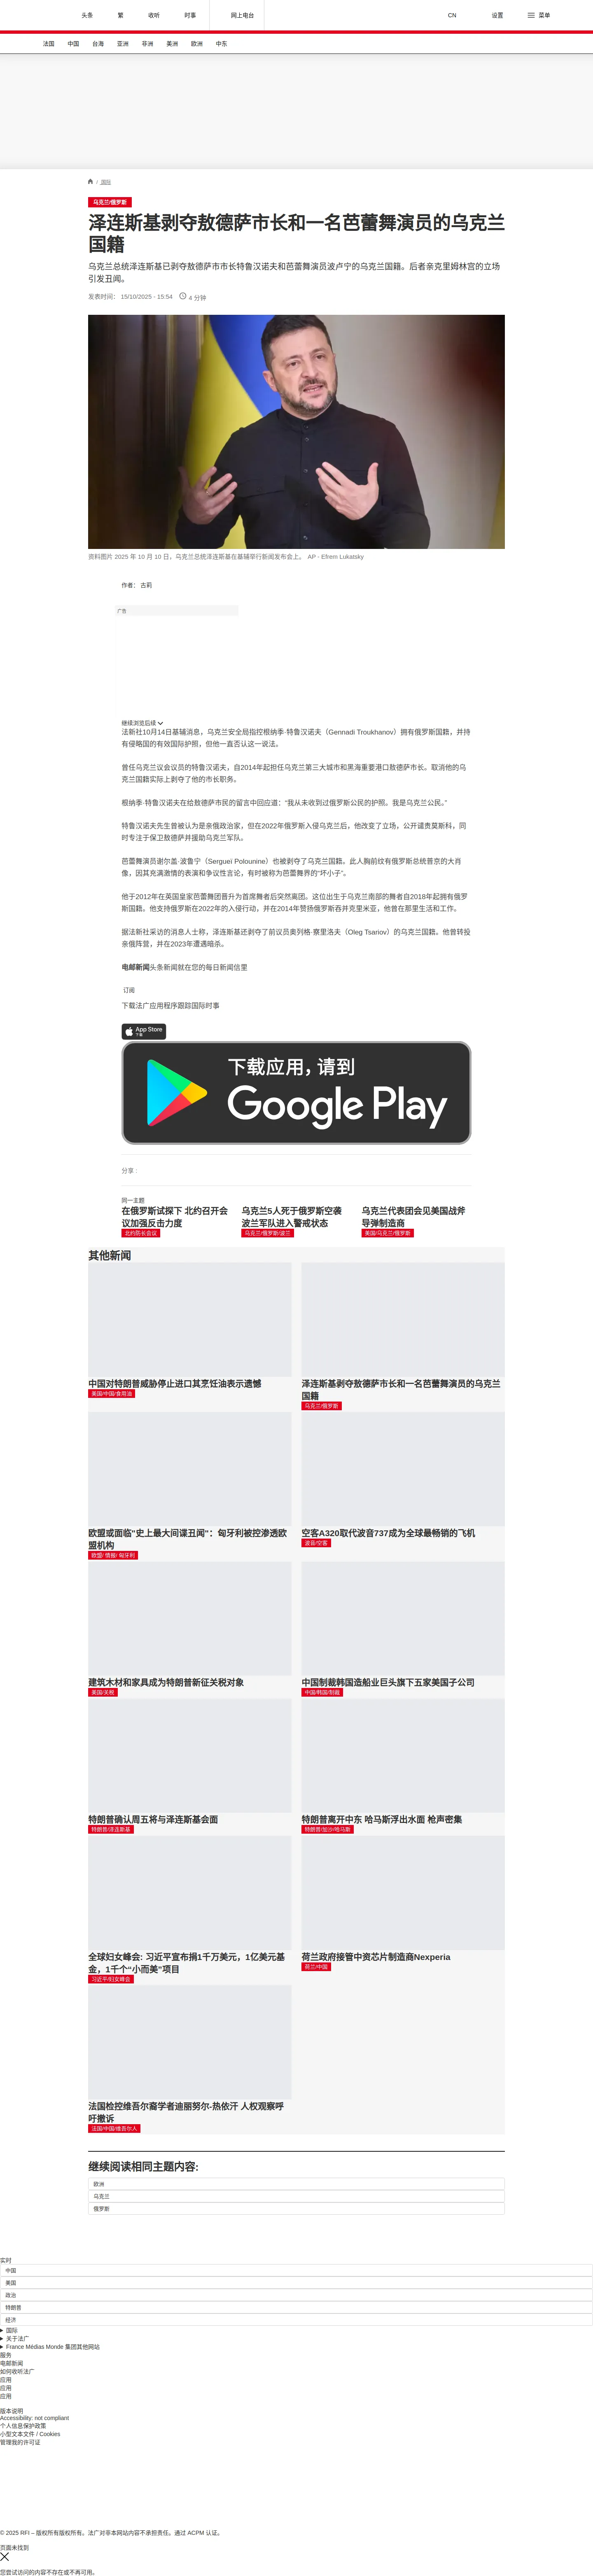 头条
繁
收听
时事
网上电台
CN
设置
菜单
法国
中国
台海
亚洲
非洲
美洲
欧洲
中东
/ 国际
乌克兰/俄罗斯
泽连斯基剥夺敖德萨市长和一名芭蕾舞演员的乌克兰
国籍
乌克兰总统泽连斯基已剥夺敖德萨市市长特鲁汉诺夫和芭蕾舞演员波卢宁的乌克兰国籍。后者亲克里姆林宫的立场
引发丑闻。
发表时间： 15/10/2025 - 15:54
4 分钟
资料图片 2025 年 10 月 10 日，乌克兰总统泽连斯基在基辅举行新闻发布会上。 AP - Efrem Lukatsky
作者： 古莉
广告
继续浏览后续
法新社10月14日基辅消息，乌克兰安全局指控根纳季·特鲁汉诺夫（Gennadi Troukhanov）拥有俄罗斯国籍，并持
有侵略国的有效国际护照，但他一直否认这一说法。
曾任乌克兰议会议员的特鲁汉诺夫，自2014年起担任乌克兰第三大城市和黑海重要港口敖德萨市长。取消他的乌
克兰国籍实际上剥夺了他的市长职务。
根纳季·特鲁汉诺夫在给敖德萨市民的留言中回应道：“我从未收到过俄罗斯公民的护照。我是乌克兰公民。”
特鲁汉诺夫先生曾被认为是亲俄政治家，但在2022年俄罗斯入侵乌克兰后，他改变了立场，公开谴责莫斯科，同
时专注于保卫敖德萨并援助乌克兰军队。
芭蕾舞演员谢尔盖·波鲁宁（Sergueï Polounine）也被剥夺了乌克兰国籍。此人胸前纹有俄罗斯总统普京的大肖
像，因其充满激情的表演和争议性言论，有时被称为芭蕾舞界的“坏小子”。
他于2012年在英国皇家芭蕾舞团晋升为首席舞者后突然离团。这位出生于乌克兰南部的舞者自2018年起拥有俄罗
斯国籍，他支持俄罗斯在2022年的入侵行动，并在2014年赞扬俄罗斯吞并克里米亚，他曾在那里生活和工作。
据法新社采访的消息人士称，泽连斯基还剥夺了前议员奥列格·察里洛夫（Oleg Tsariov）的乌克兰国籍。他曾转投
亲俄阵营，并在2023年遭遇暗杀。
电邮新闻头条新闻就在您的每日新闻信里
订阅
下载法广应用程序跟踪国际时事
App Store
下载
下载应用，请到
Google Play
分享 :
同一主题
在俄罗斯试探下 北约召开会
议加强反击力度
北约防长会议
乌克兰5人死于俄罗斯空袭
波兰军队进入警戒状态
乌克兰/俄罗斯/波兰
乌克兰代表团会见美国战斧
导弹制造商
美国/乌克兰/俄罗斯
其他新闻
中国对特朗普威胁停止进口其烹饪油表示遗憾
美国/中国/食用油
泽连斯基剥夺敖德萨市长和一名芭蕾舞演员的乌克兰
国籍
乌克兰/俄罗斯
欧盟或面临"史上最大间谍丑闻"：匈牙利被控渗透欧
盟机构
欧盟/ 情报/ 匈牙利
空客A320取代波音737成为全球最畅销的飞机
波音/空客
建筑木材和家具成为特朗普新征关税对象
美国/关税
中国制裁韩国造船业巨头旗下五家美国子公司
中国/韩国/制裁
特朗普确认周五将与泽连斯基会面
特朗普/泽连斯基
特朗普离开中东 哈马斯浮出水面 枪声密集
特朗普/加沙/哈马斯
全球妇女峰会: 习近平宣布捐1千万美元，1亿美元基
金，1千个“小而美”项目
习近平/妇女峰会
荷兰政府接管中资芯片制造商Nexperia
荷兰/中国
法国检控维吾尔裔学者迪丽努尔-热依汗 人权观察呼
吁撤诉
法国/中国/维吾尔人
继续阅读相同主题内容:
欧洲
乌克兰
俄罗斯
实时
中国
美国
政治
特朗普
经济
国际
关于法广
France Médias Monde 集团其他网站
服务
电邮新闻
如何收听法广
应用
应用
应用
版本说明
Accessibility: not compliant
个人信息保护政策
小型文本文件 / Cookies
管理我的许可证
© 2025 RFI – 版权所有版权所有。法广对非本网站内容不承担责任。通过 ACPM 认证。
页面未找到
您尝试访问的内容不存在或不再可用。